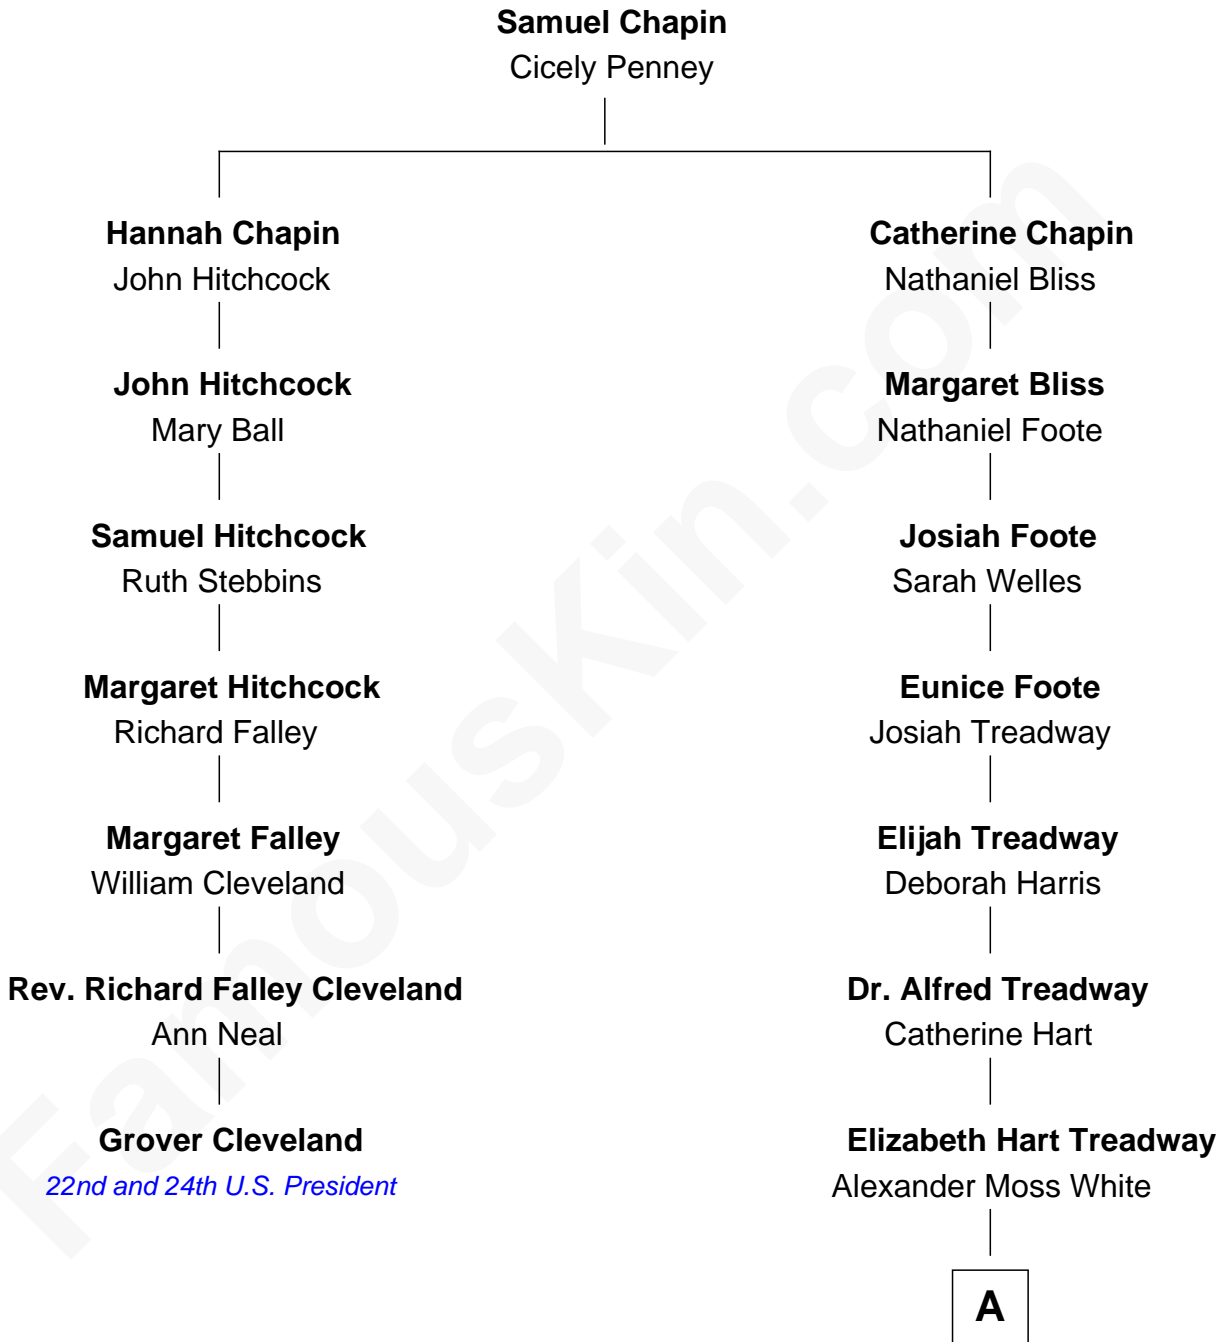 Samuel Chapin
Cicely Penney
Hannah Chapin
John Hitchcock
Catherine Chapin
Nathaniel Bliss
John Hitchcock
Mary Ball
Margaret Bliss
Nathaniel Foote
Samuel Hitchcock
Ruth Stebbins
Josiah Foote
Sarah Welles
Margaret Hitchcock
Richard Falley
Eunice Foote
Josiah Treadway
Margaret Falley
William Cleveland
Elijah Treadway
Deborah Harris
Rev. Richard Falley Cleveland
Ann Neal
Dr. Alfred Treadway
Catherine Hart
Grover Cleveland
22nd and 24th U.S. President
Elizabeth Hart Treadway
Alexander Moss White
A
FamousKin.com